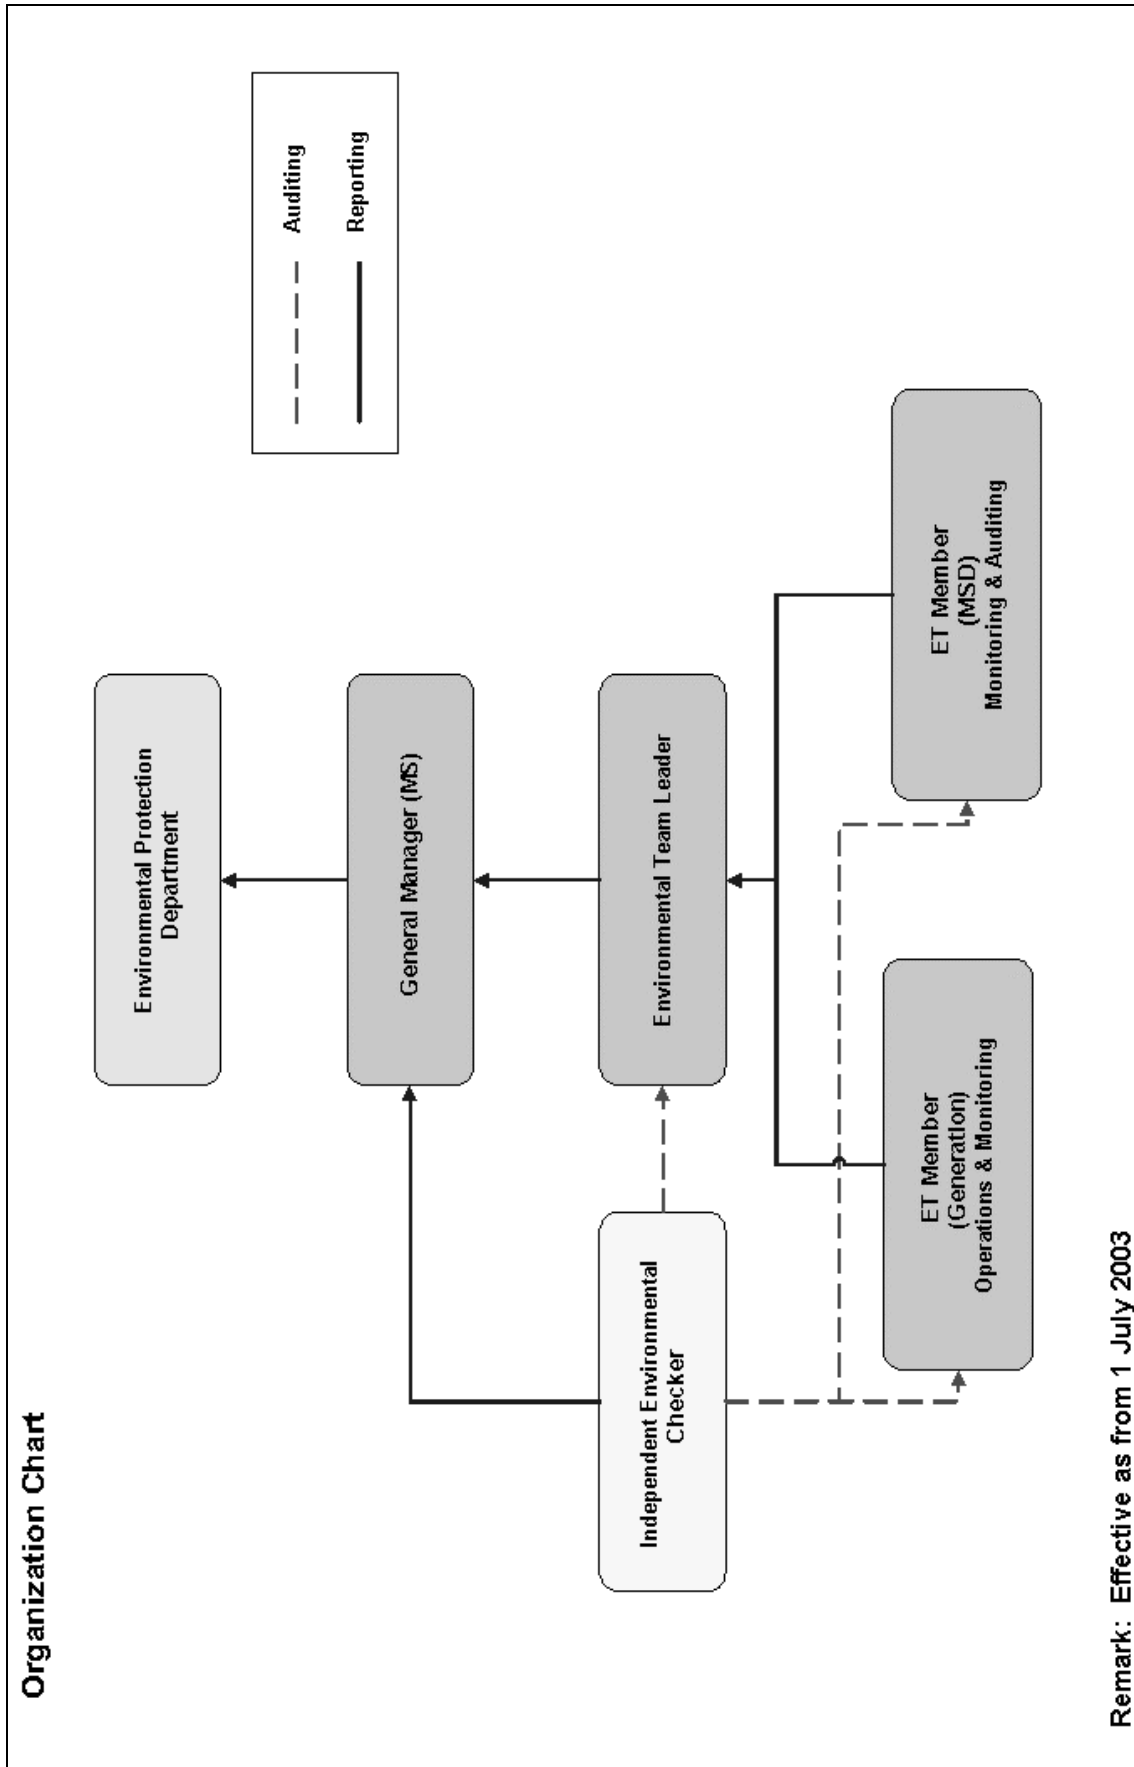 Organization Chart
Environmental Protection
Department
Auditing
Reporting
General Manager (MS)
Independent Environmental
Checker
Environmental Team Leader
ET Member
(Generation)
Operations & Monitoring
ET Member
(MSD)
Monitoring & Auditing
Remark: Effective as from 1 July 2003